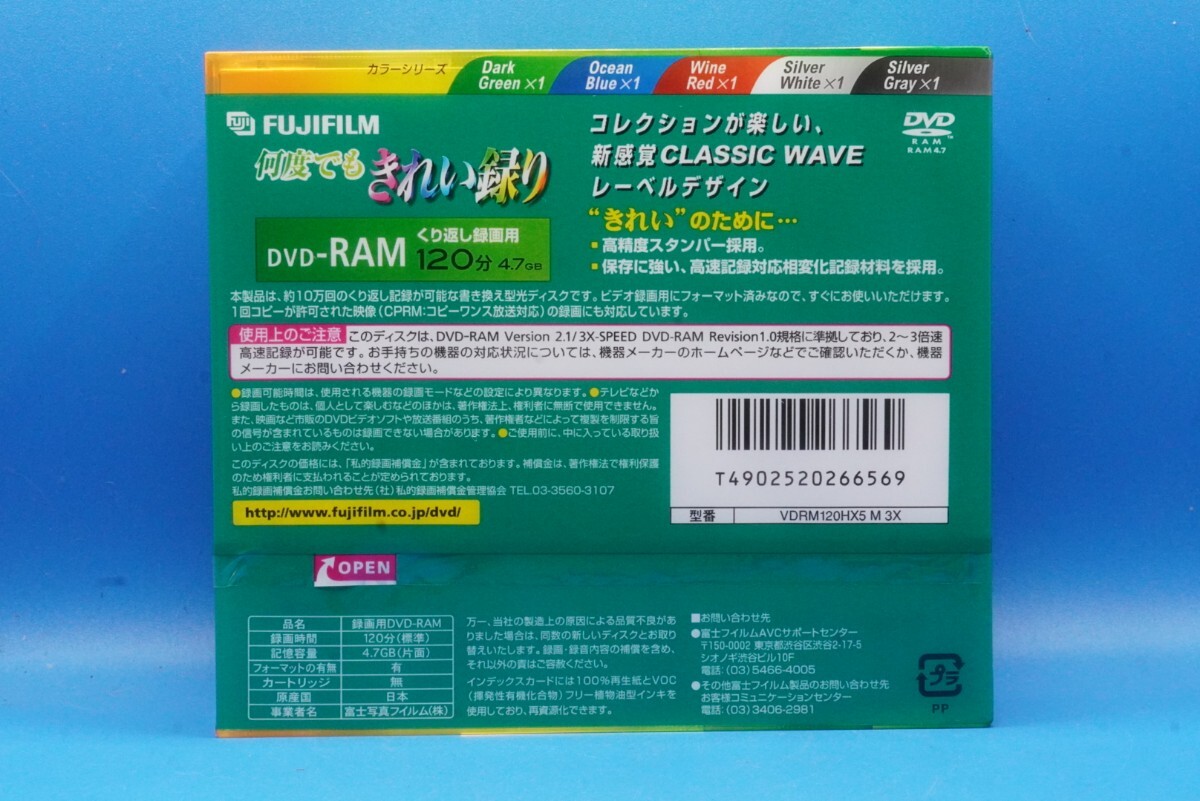 カラーシリーズ
Dark Green×1
Ocean Blue×1
Wine Red×1
Silver White×1
Silver Gray×1
FUJI FUJIFILM
何度でも きれい録り
DVD-RAM くり返し録画用 120分 4.7GB
コレクションが楽しい、
新感覚CLASSIC WAVE
レーベルデザイン
DVD
RAM
RAM4.7
"きれい"のために…
▪高精度スタンパー採用。
▪保存に強い、高速記録対応相変化記録材料を採用。
本製品は、約10万回のくり返し記録が可能な書き換え型光ディスクです。ビデオ録画用にフォーマット済みなので、すぐにお使いいただけます。
1回コピーが許可された映像(CPRM:コピーワンス放送対応)の録画にも対応しています。
使用上のご注意 このディスクは、DVD-RAM Version 2.1/3X-SPEED DVD-RAM Revision1.0規格に準拠しており、2〜3倍速
高速記録が可能です。お手持ちの機器の対応状況については、機器メーカーのホームページなどでご確認いただくか、機器
メーカーにお問い合わせください。
●録画可能時間は、使用される機器の録画モードなどの設定により異なります。●テレビなどか
ら録画したものは、個人として楽しむなどのほかは、著作権法上、権利者に無断で使用できません。
また、映画など市販のDVDビデオソフトや放送番組のうち、著作権者などによって複製を制限する旨
の信号が含まれているものは録画できない場合があります。●ご使用前に、中に入っている取り扱
い上のご注意をお読みください。
このディスクの価格には、「私的録画補償金」が含まれております。補償金は、著作権法で権利保護
のため権利者に支払われることが定められております。
私的録画補償金お問い合わせ先(社)私的録画補償金管理協会 TEL.03-3560-3107
http://www.fujifilm.co.jp/dvd/
T4902520266569
型番 VDRM120HX5 M 3X
OPEN
品名 録画用DVD-RAM
録画時間 120分(標準)
記憶容量 4.7GB(片面)
フォーマットの有無 有
カートリッジ 無
原産国 日本
事業者名 富士写真フイルム(株)
万一、当社の製造上の原因による品質不良があ
りました場合は、同数の新しいディスクとお取り
替えいたします。録画・録音内容の補償を含め、
それ以外の責はご容赦ください。
インデックスカードには100%再生紙とVOC
(揮発性有機化合物)フリー植物油型インキを
使用しており、再資源化できます。
■お問い合わせ先
●富士フイルムAVCサポートセンター
〒150-0002 東京都渋谷区渋谷2-17-5
シオノギ渋谷ビル10F
電話:(03)5466-4005
●その他富士フイルム製品のお問い合わせ先
お客様コミュニケーションセンター
電話:(03)3406-2981
プラ
PP